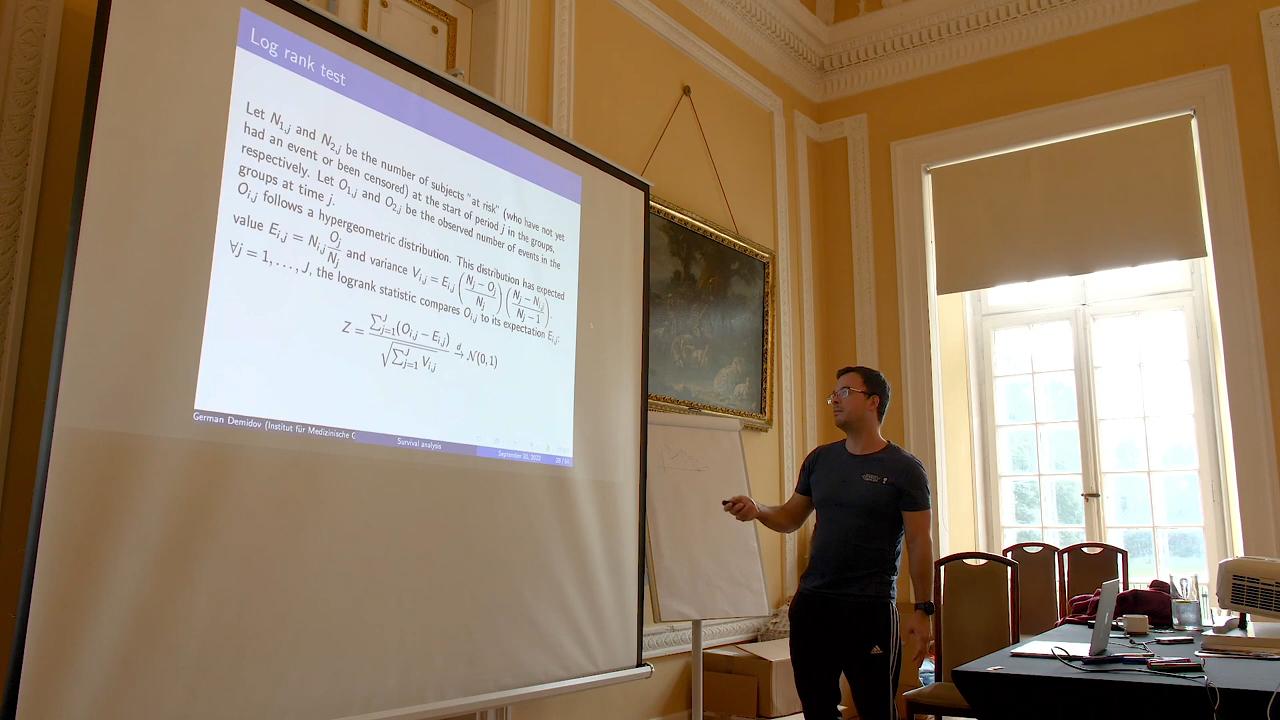 Log rank test
Let N₁,ⱼ and N₂,ⱼ be the number of subjects "at risk" (who have not yet
had an event or been censored) at the start of period j in the groups,
respectively. Let O₁,ⱼ and O₂,ⱼ be the observed number of events in the
groups at time j.
Oᵢ,ⱼ follows a hypergeometric distribution. This distribution has expected
value Eᵢ,ⱼ = Nᵢ,ⱼ Oⱼ/Nⱼ and variance Vᵢ,ⱼ = Eᵢ,ⱼ ((Nⱼ − Oⱼ)/Nⱼ) ((Nⱼ − Nᵢ,ⱼ)/(Nⱼ − 1)).
∀j = 1, . . . , J, the logrank statistic compares Oᵢ,ⱼ to its expectation Eᵢ,ⱼ:
Z = ∑ᴶⱼ₌₁(Oᵢ,ⱼ − Eᵢ,ⱼ) / √(∑ᴶⱼ₌₁ Vᵢ,ⱼ) →ᵈ 𝒩(0, 1)
German Demidov (Institut für Medizinische G
Survival analysis
September 30, 2022
adidas